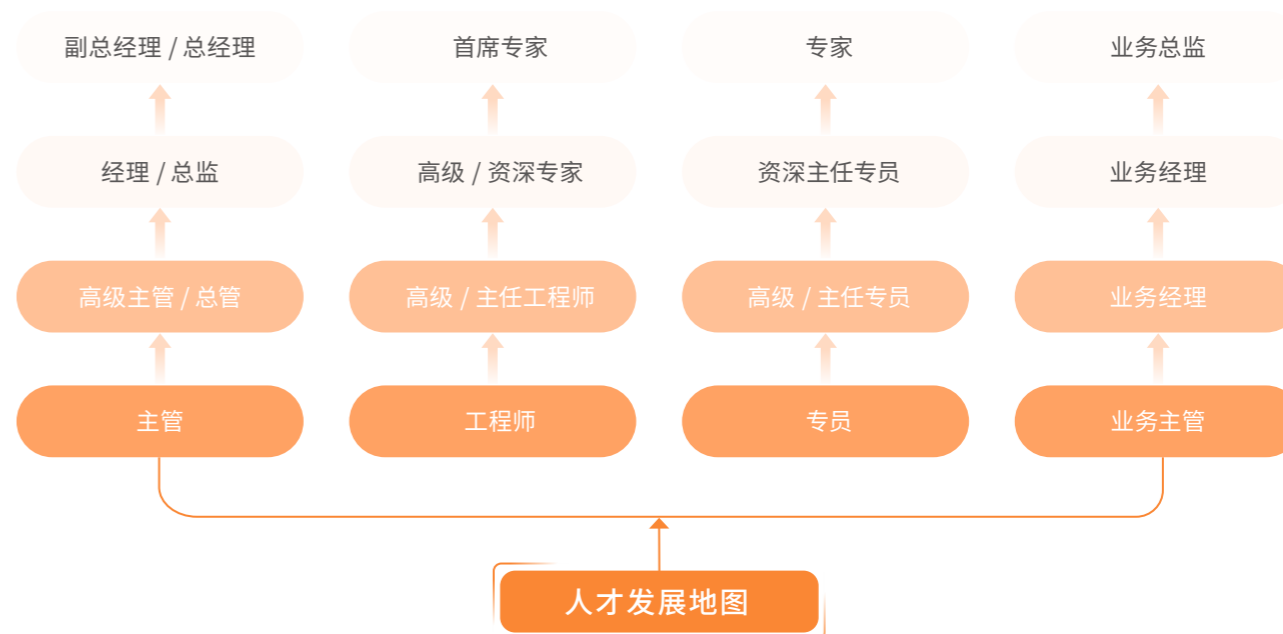 副总经理 / 总经理
首席专家
专家
业务总监
经理 / 总监
高级 / 资深专家
资深主任专员
业务经理
高级主管 / 总管
高级 / 主任工程师
高级 / 主任专员
业务经理
主管
工程师
专员
业务主管
人才发展地图